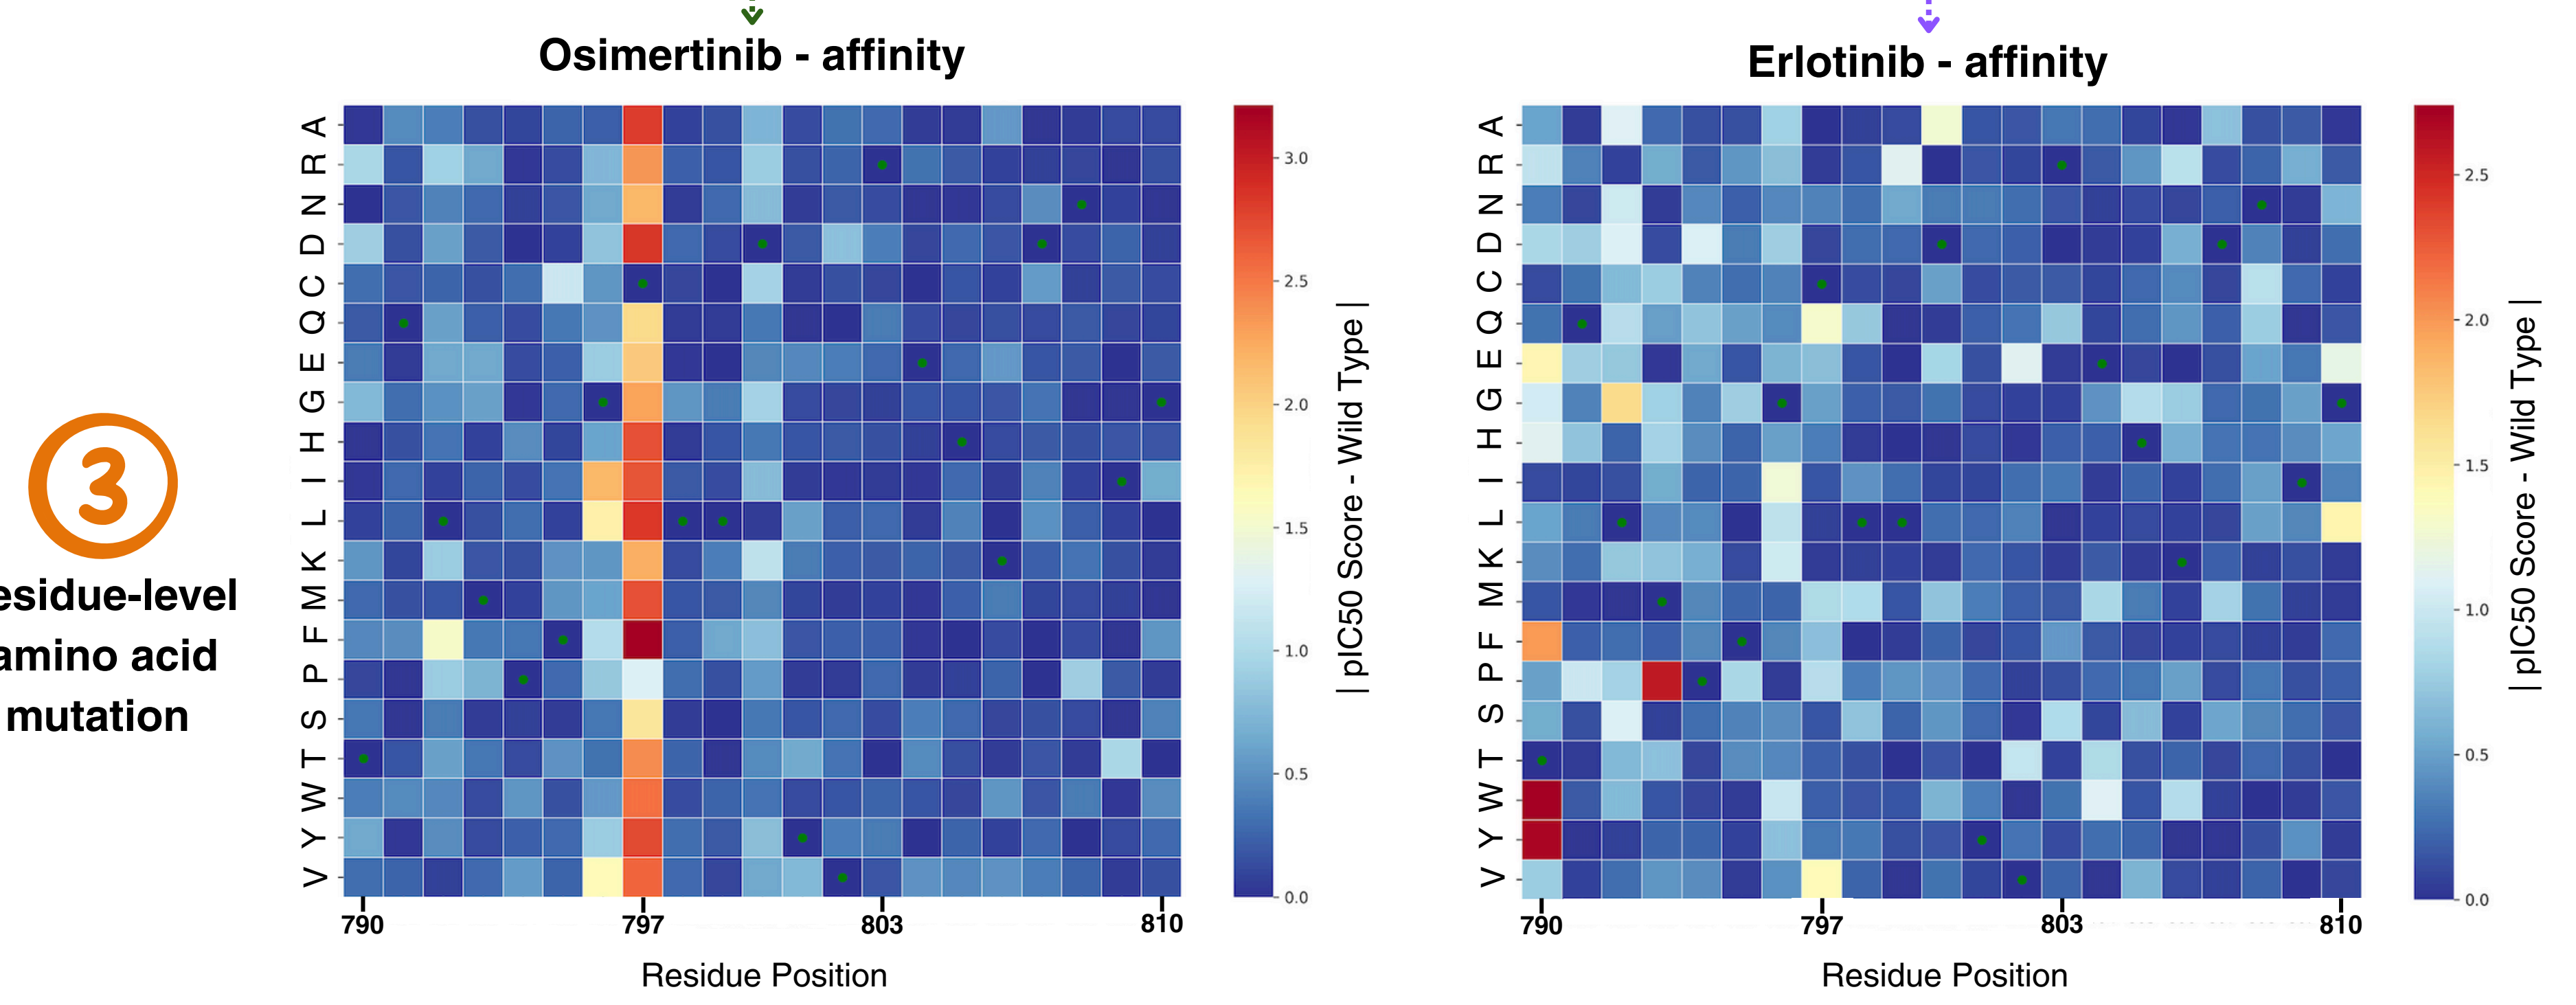 Osimertinib - affinity
A
R
N
D
C
Q
E
G
H
I
L
K
M
F
P
S
T
W
Y
V
790 797 803 810
Residue Position
3.0
2.5
2.0
1.5
1.0
0.5
0.0
| pIC50 Score - Wild Type |
Erlotinib - affinity
A
R
N
D
C
Q
E
G
H
I
L
K
M
F
P
S
T
W
Y
V
790 797 803 810
Residue Position
2.5
2.0
1.5
1.0
0.5
0.0
| pIC50 Score - Wild Type |
3
esidue-level
amino acid
mutation